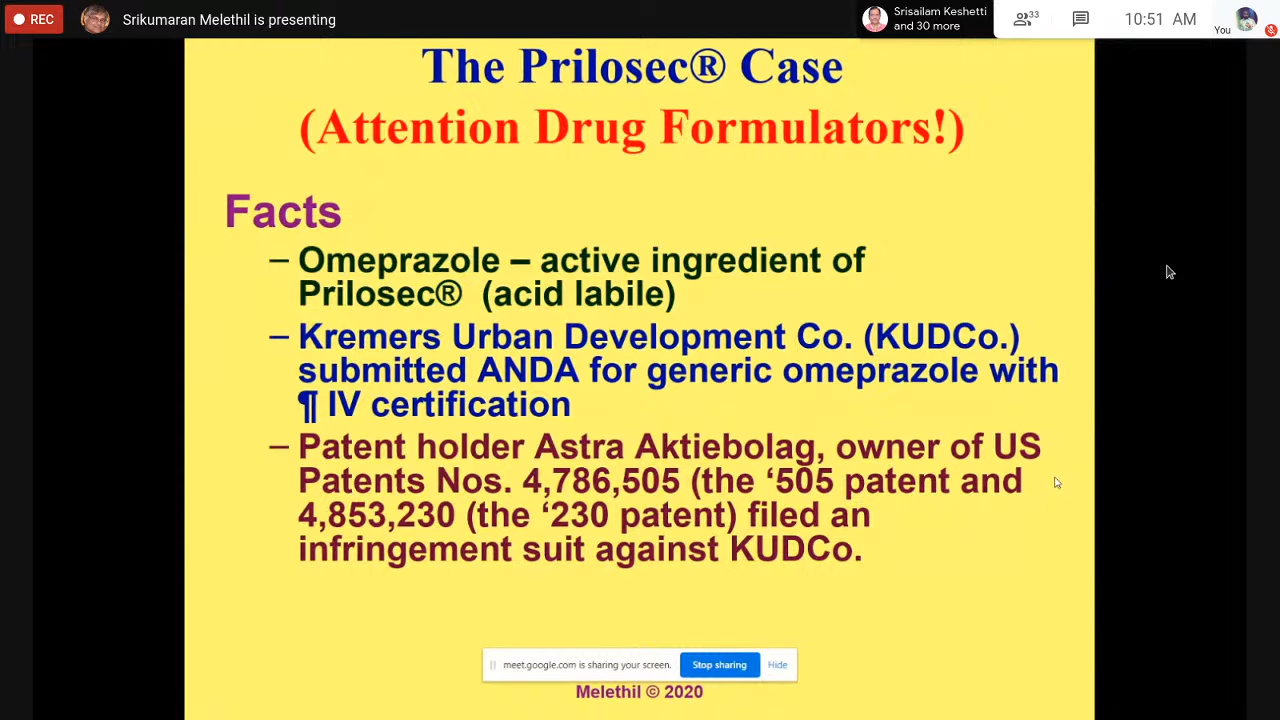 REC
Srikumaran Melethil is presenting
Srisailam Keshetti
and 30 more
33
10:51 AM
You
The Prilosec® Case
(Attention Drug Formulators!)
Facts
– Omeprazole – active ingredient of
Prilosec® (acid labile)
– Kremers Urban Development Co. (KUDCo.)
submitted ANDA for generic omeprazole with
¶ IV certification
– Patent holder Astra Aktiebolag, owner of US
Patents Nos. 4,786,505 (the ‘505 patent and
4,853,230 (the ‘230 patent) filed an
infringement suit against KUDCo.
meet.google.com is sharing your screen.
Stop sharing
Hide
Melethil © 2020